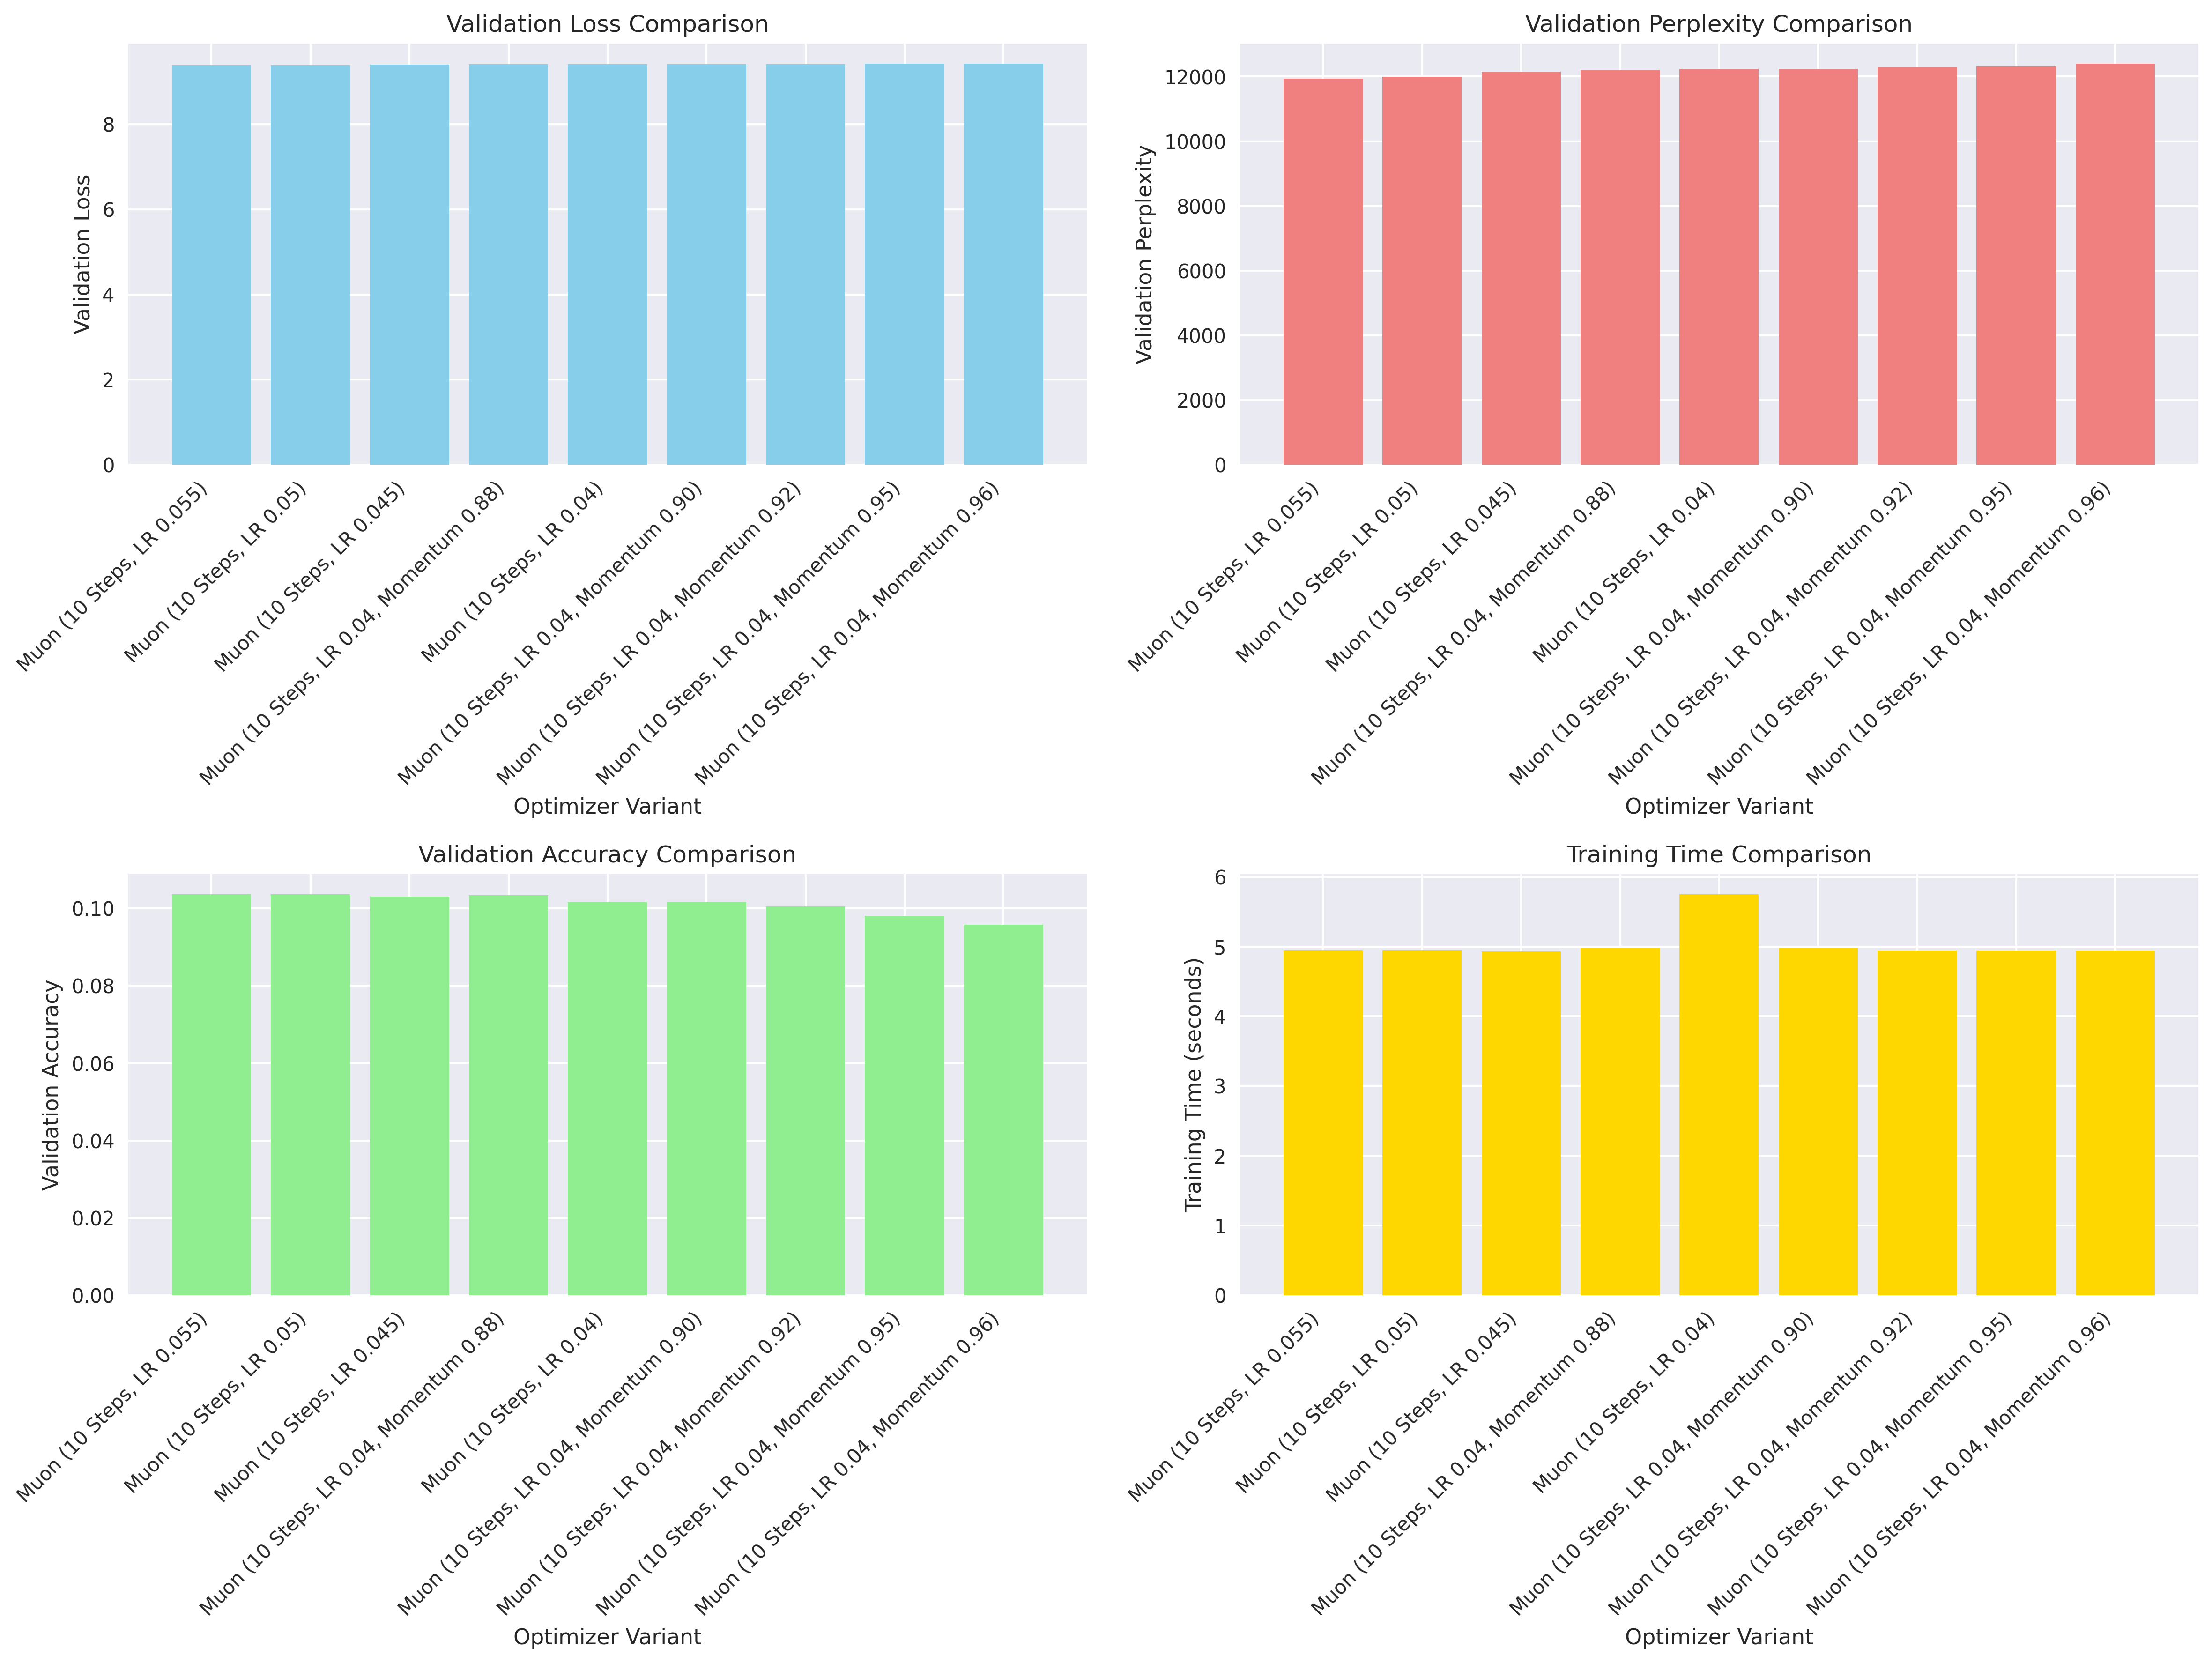 Validation Loss Comparison
Validation Loss
8
6
4
2
0
Muon (10 Steps, LR 0.055)
Muon (10 Steps, LR 0.05)
Muon (10 Steps, LR 0.045)
Muon (10 Steps, LR 0.04, Momentum 0.88)
Muon (10 Steps, LR 0.04)
Muon (10 Steps, LR 0.04, Momentum 0.90)
Muon (10 Steps, LR 0.04, Momentum 0.92)
Muon (10 Steps, LR 0.04, Momentum 0.95)
Muon (10 Steps, LR 0.04, Momentum 0.96)
Optimizer Variant
Validation Perplexity Comparison
Validation Perplexity
12000
10000
8000
6000
4000
2000
0
Muon (10 Steps, LR 0.055)
Muon (10 Steps, LR 0.05)
Muon (10 Steps, LR 0.045)
Muon (10 Steps, LR 0.04, Momentum 0.88)
Muon (10 Steps, LR 0.04)
Muon (10 Steps, LR 0.04, Momentum 0.90)
Muon (10 Steps, LR 0.04, Momentum 0.92)
Muon (10 Steps, LR 0.04, Momentum 0.95)
Muon (10 Steps, LR 0.04, Momentum 0.96)
Optimizer Variant
Validation Accuracy Comparison
Validation Accuracy
0.10
0.08
0.06
0.04
0.02
0.00
Muon (10 Steps, LR 0.055)
Muon (10 Steps, LR 0.05)
Muon (10 Steps, LR 0.045)
Muon (10 Steps, LR 0.04, Momentum 0.88)
Muon (10 Steps, LR 0.04)
Muon (10 Steps, LR 0.04, Momentum 0.90)
Muon (10 Steps, LR 0.04, Momentum 0.92)
Muon (10 Steps, LR 0.04, Momentum 0.95)
Muon (10 Steps, LR 0.04, Momentum 0.96)
Optimizer Variant
Training Time Comparison
Training Time (seconds)
6
5
4
3
2
1
0
Muon (10 Steps, LR 0.055)
Muon (10 Steps, LR 0.05)
Muon (10 Steps, LR 0.045)
Muon (10 Steps, LR 0.04, Momentum 0.88)
Muon (10 Steps, LR 0.04)
Muon (10 Steps, LR 0.04, Momentum 0.90)
Muon (10 Steps, LR 0.04, Momentum 0.92)
Muon (10 Steps, LR 0.04, Momentum 0.95)
Muon (10 Steps, LR 0.04, Momentum 0.96)
Optimizer Variant